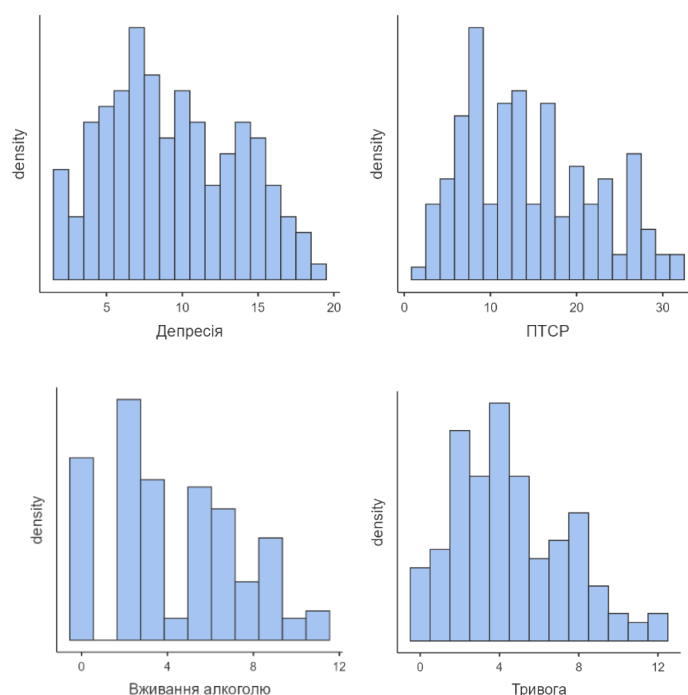 density
5 10 15 20
Депресія
density
0 10 20 30
ПТСР
density
0 4 8 12
Вживання алкоголю
density
0 4 8 12
Тривога